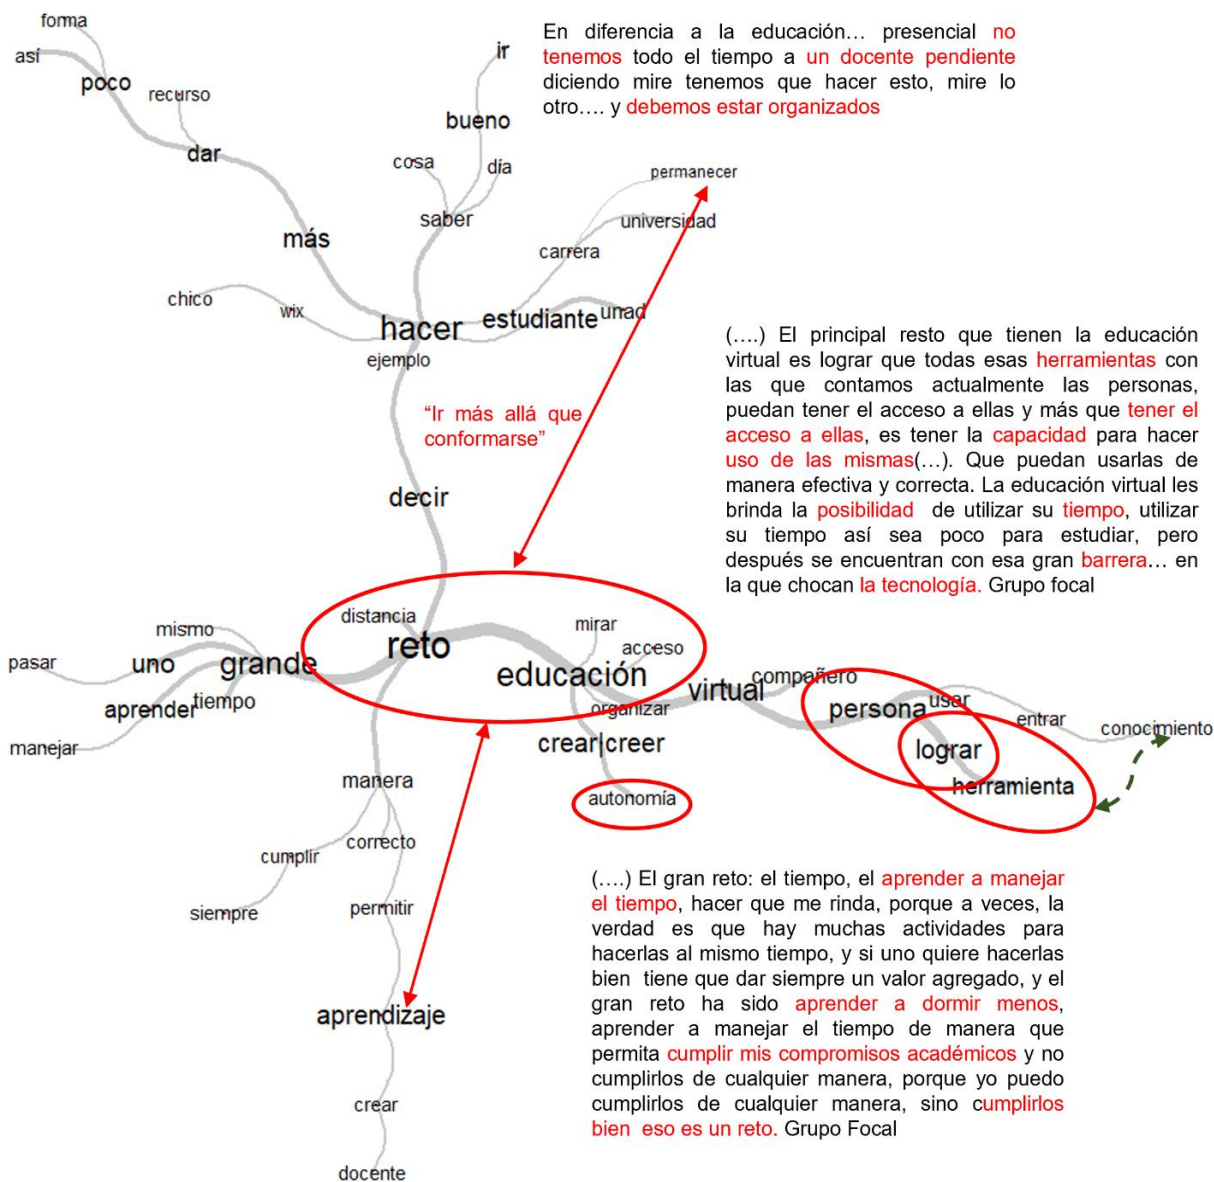 forma
así
poco
recurso
dar
más
chico
wix
hacer
ejemplo
ir
bueno
cosa
día
saber
permanecer
universidad
carrera
estudiante
unad
En diferencia a la educación… presencial no
tenemos todo el tiempo a un docente pendiente
diciendo mire tenemos que hacer esto, mire lo
otro…. y debemos estar organizados
“Ir más allá que
conformarse”
decir
(….) El principal resto que tienen la educación
virtual es lograr que todas esas herramientas con
las que contamos actualmente las personas,
puedan tener el acceso a ellas y más que tener el
acceso a ellas, es tener la capacidad para hacer
uso de las mismas(…). Que puedan usarlas de
manera efectiva y correcta. La educación virtual les
brinda la posibilidad de utilizar su tiempo, utilizar
su tiempo así sea poco para estudiar, pero
después se encuentran con esa gran barrera… en
la que chocan la tecnología. Grupo focal
distancia
reto
mirar
acceso
educación
organizar
crear|creer
autonomía
mismo
pasar
uno
grande
aprender
tiempo
manejar
virtual
compañero
persona
usar
lograr
herramienta
entrar
conocimiento
manera
correcto
cumplir
siempre
permitir
aprendizaje
crear
docente
(….) El gran reto: el tiempo, el aprender a manejar
el tiempo, hacer que me rinda, porque a veces, la
verdad es que hay muchas actividades para
hacerlas al mismo tiempo, y si uno quiere hacerlas
bien tiene que dar siempre un valor agregado, y el
gran reto ha sido aprender a dormir menos,
aprender a manejar el tiempo de manera que
permita cumplir mis compromisos académicos y no
cumplirlos de cualquier manera, porque yo puedo
cumplirlos de cualquier manera, sino cumplirlos
bien eso es un reto. Grupo Focal